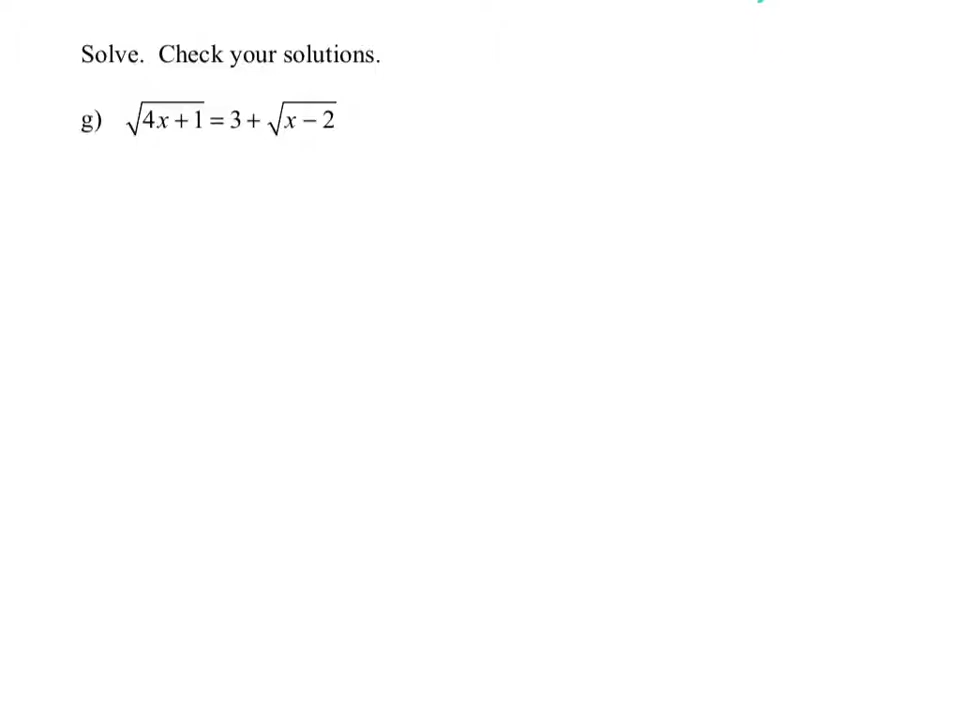 Solve. Check your solutions.
g) √(4x + 1) = 3 + √(x − 2)